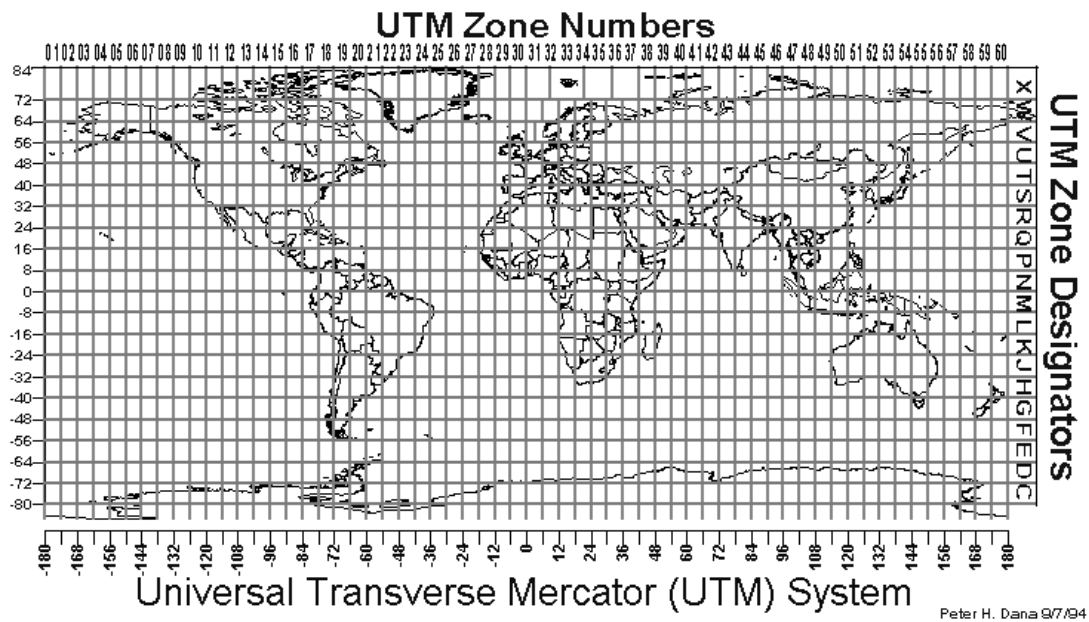 UTM Zone Numbers
01 02 03 04 05 06 07 08 09 10 11 12 13 14 15 16 17 18 19 20 21 22 23 24 25 26 27 28 29 30 31 32 33 34 35 36 37 38 39 40 41 42 43 44 45 46 47 48 49 50 51 52 53 54 55 56 57 58 59 60
84
72
64
56
48
40
32
24
16
8
0
-8
-16
-24
-32
-40
-48
-56
-64
-72
-80
X
W
V
U
T
S
R
Q
P
N
M
L
K
J
H
G
F
E
D
C
UTM Zone Designators
-180 -168 -156 -144 -132 -120 -108 -96 -84 -72 -60 -48 -36 -24 -12 0 12 24 36 48 60 72 84 96 108 120 132 144 156 168 180
Universal Transverse Mercator (UTM) System
Peter H. Dana 9/7/94